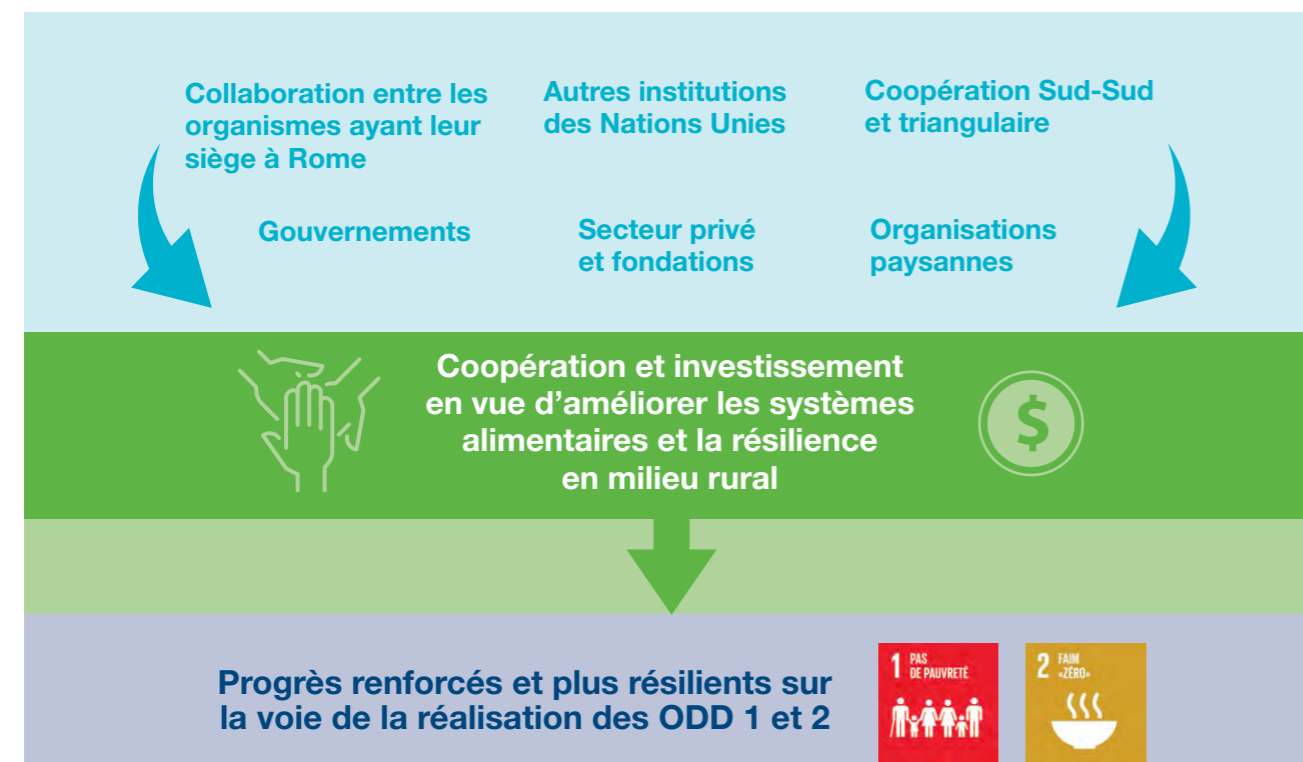 Collaboration entre les
organismes ayant leur
siège à Rome
Autres institutions
des Nations Unies
Coopération Sud-Sud
et triangulaire
Gouvernements
Secteur privé
et fondations
Organisations
paysannes
Coopération et investissement
en vue d’améliorer les systèmes
alimentaires et la résilience
en milieu rural
$
Progrès renforcés et plus résilients sur
la voie de la réalisation des ODD 1 et 2
1 PAS
DE PAUVRETÉ
2 FAIM
«ZÉRO»